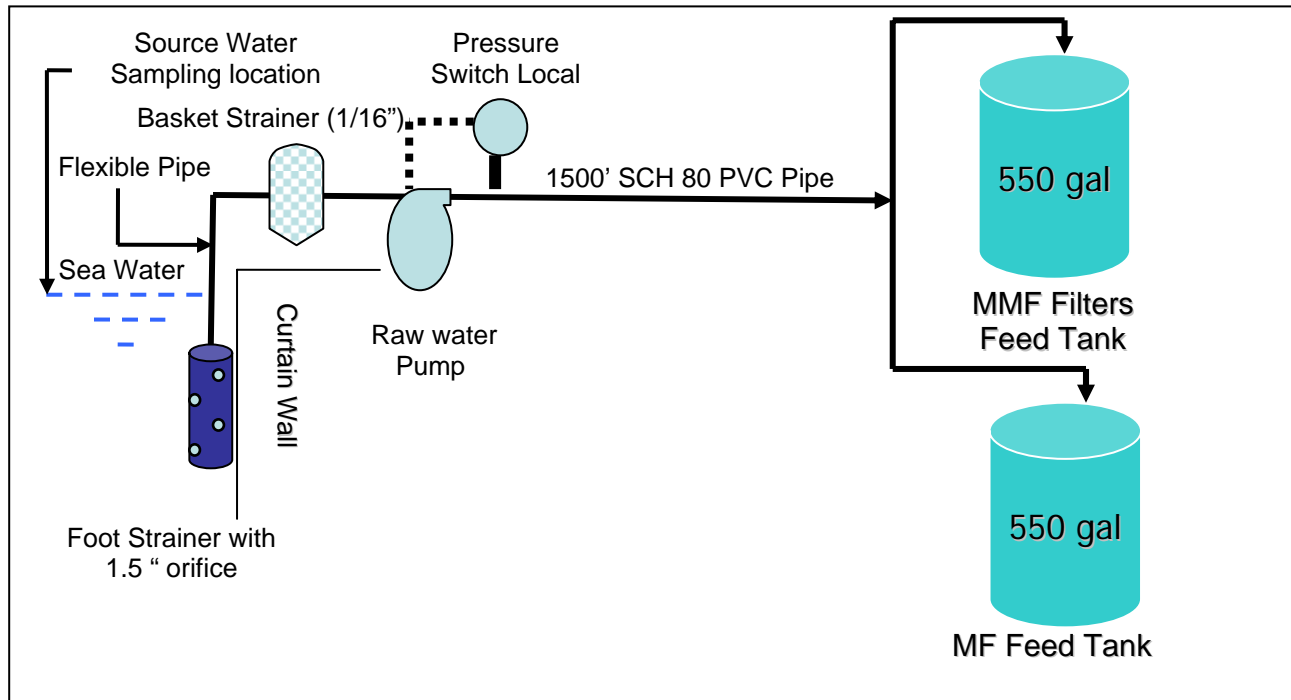 Source Water
Sampling location
Pressure
Switch Local
Basket Strainer (1/16”)
Flexible Pipe
1500’ SCH 80 PVC Pipe
550 gal
Sea Water
MMF Filters
Feed Tank
Curtain Wall
Raw water
Pump
Foot Strainer with
1.5 “ orifice
550 gal
MF Feed Tank